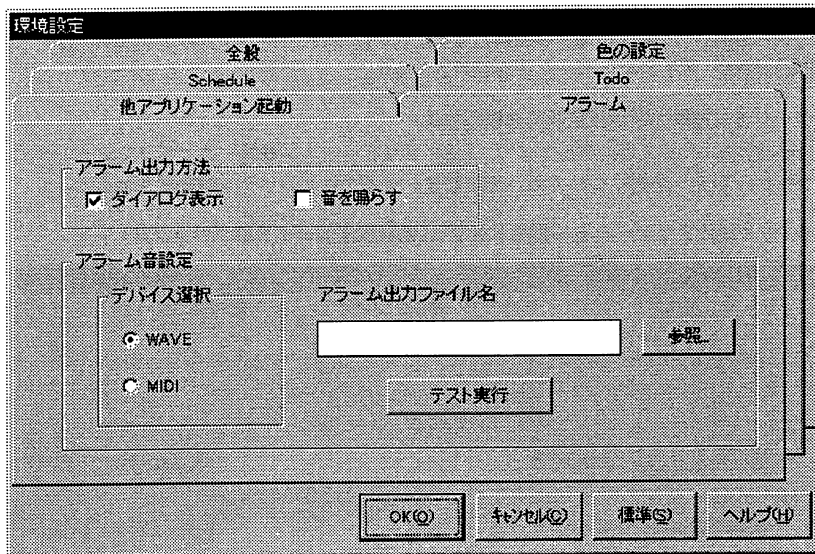 環境設定
全般 色の設定
Schedule Todo
他アプリケーション起動 アラーム
アラーム出力方法
ダイアログ表示 音を鳴らす
アラーム音設定
デバイス選択 アラーム出力ファイル名
WAVE 参照...
MIDI テスト実行
OK(O) キャンセル(C) 標準(S) ヘルプ(H)